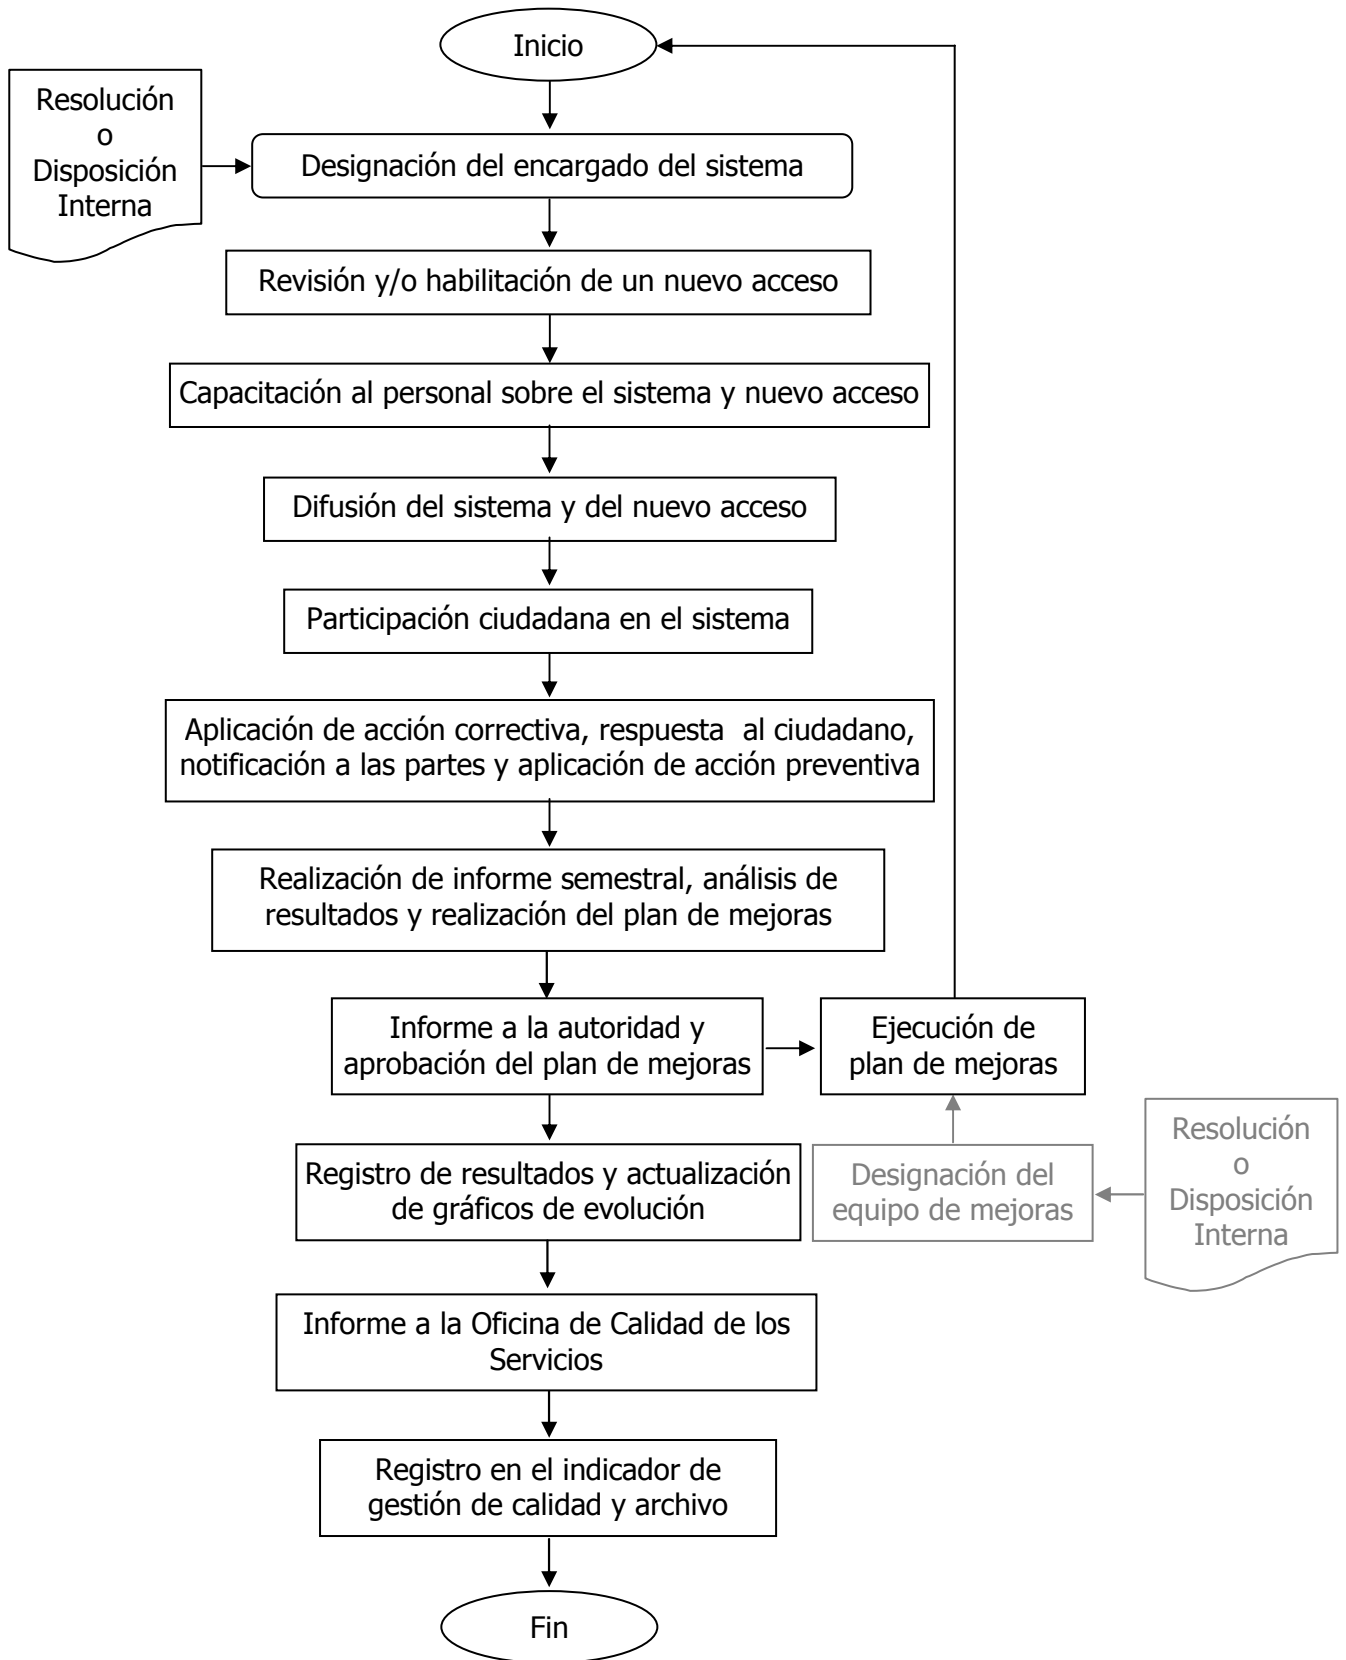 Inicio
Resolución
o
Disposición
Interna
Designación del encargado del sistema
Revisión y/o habilitación de un nuevo acceso
Capacitación al personal sobre el sistema y nuevo acceso
Difusión del sistema y del nuevo acceso
Participación ciudadana en el sistema
Aplicación de acción correctiva, respuesta  al ciudadano,
notificación a las partes y aplicación de acción preventiva
Realización de informe semestral, análisis de
resultados y realización del plan de mejoras
Informe a la autoridad y
aprobación del plan de mejoras
Ejecución de
plan de mejoras
Registro de resultados y actualización
de gráficos de evolución
Designación del
equipo de mejoras
Resolución
o
Disposición
Interna
Informe a la Oficina de Calidad de los
Servicios
Registro en el indicador de
gestión de calidad y archivo
Fin